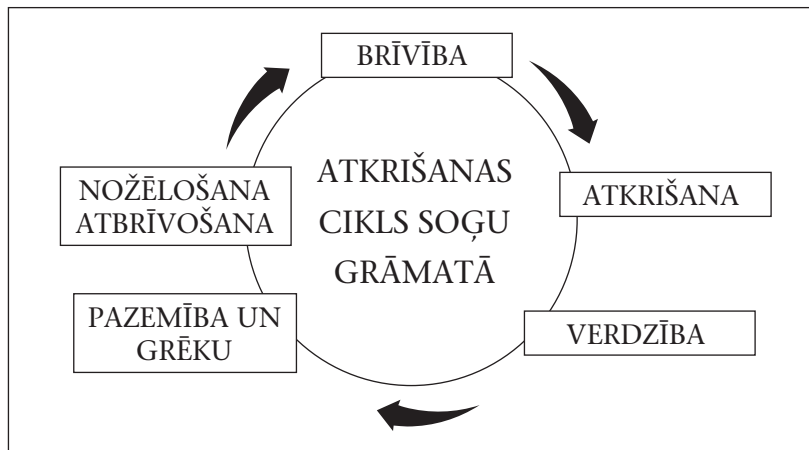 BRĪVĪBA
ATKRIŠANA
VERDZĪBA
PAZEMĪBA UN
GRĒKU
NOŽĒLOŠANA
ATBRĪVOŠANA
ATKRIŠANAS
CIKLS SOĢU
GRĀMATĀ